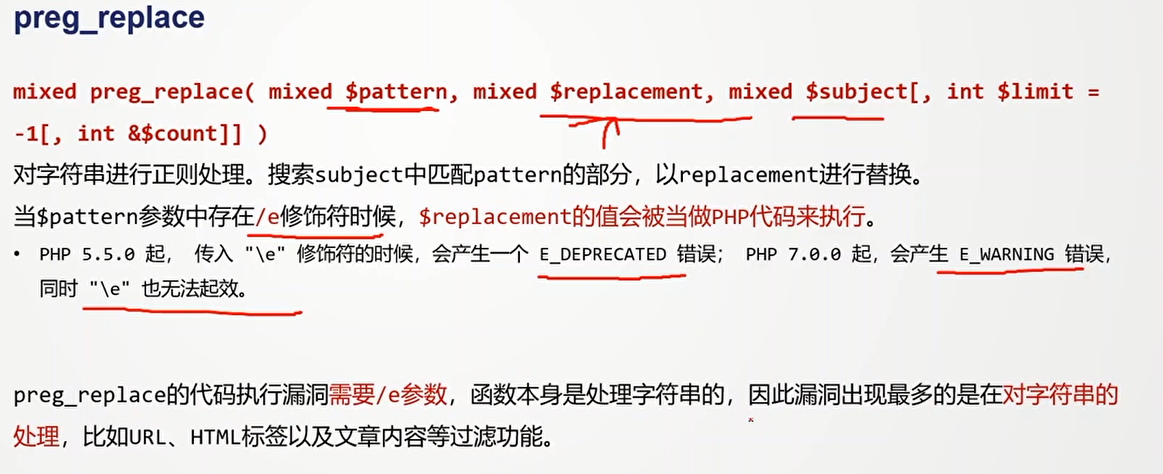 preg_replace
mixed preg_replace( mixed $pattern, mixed $replacement, mixed $subject[, int $limit =
-1[, int &$count]] )
对字符串进行正则处理。搜索subject中匹配pattern的部分，以replacement进行替换。
当$pattern参数中存在/e修饰符时候，$replacement的值会被当做PHP代码来执行。
• PHP 5.5.0 起， 传入 "\e" 修饰符的时候，会产生一个 E_DEPRECATED 错误； PHP 7.0.0 起，会产生 E_WARNING 错误，
同时 "\e" 也无法起效。
preg_replace的代码执行漏洞需要/e参数，函数本身是处理字符串的，因此漏洞出现最多的是在对字符串的
处理，比如URL、HTML标签以及文章内容等过滤功能。